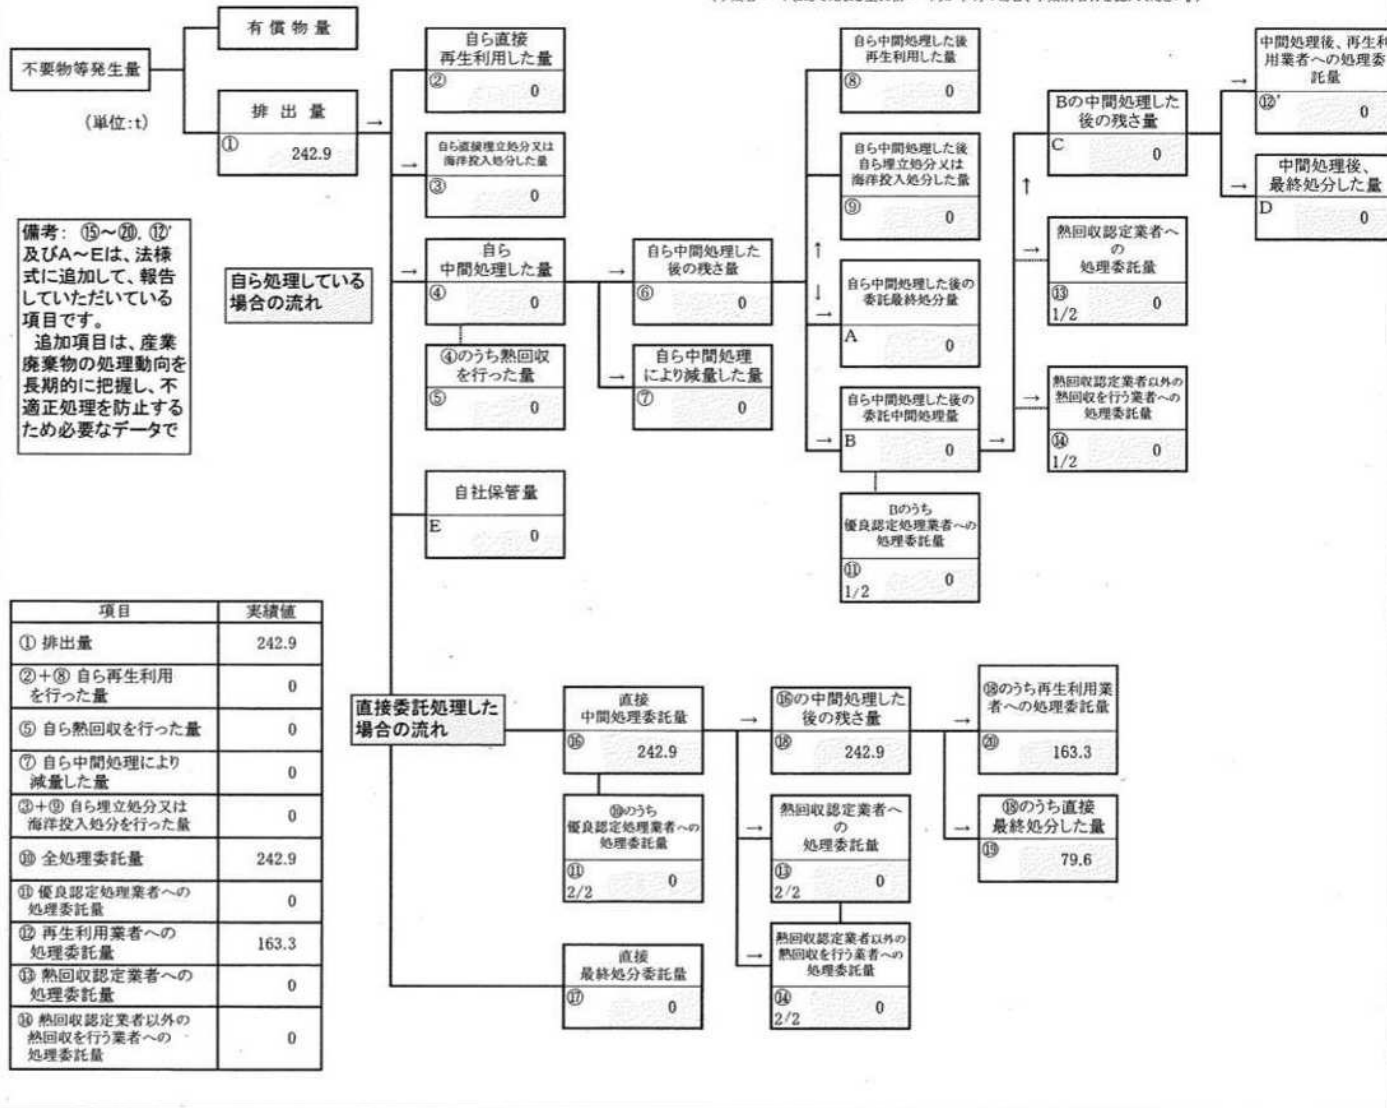 不要物等発生量
有償物量
(単位:t)
排出量
①
242.9
→
備考: ⑮～⑳, ⑫'
及びA～Eは、法様
式に追加して、報告
していただいている
項目です。
追加項目は、産業
廃棄物の処理動向を
長期的に把握し、不
適正処理を防止する
ため必要なデータで
自ら処理している
場合の流れ
自ら直接
再生利用した量
②
0
→
自ら直接埋立処分又は
海洋投入処分した量
③
0
→
自ら
中間処理した量
④
0
④のうち熱回収
を行った量
⑤
0
自社保管量
E
0
→
自ら中間処理した
後の残さ量
⑥
0
→
自ら中間処理
により減量した量
⑦
0
自ら中間処理した後
再生利用した量
⑧
0
自ら中間処理した後
自ら埋立処分又は
海洋投入処分した量
⑨
0
↑
↓
→
自ら中間処理した後の
委託最終処分量
A
0
→
自ら中間処理した後の
委託中間処理量
B
0
→
Bのうち
優良認定処理業者への
処理委託量
⑪
1/2
0
↑
Bの中間処理した
後の残さ量
C
0
→
熱回収認定業者へ
の
処理委託量
⑬
1/2
0
→
熱回収認定業者以外の
熱回収を行う業者への
処理委託量
⑭
1/2
0
→
中間処理後、再生利
用業者への処理委
託量
⑫'
0
→
中間処理後、
最終処分した量
D
0
項目 実績値
① 排出量 242.9
②+⑧ 自ら再生利用
を行った量 0
⑤ 自ら熱回収を行った量 0
⑦ 自ら中間処理により
減量した量 0
③+⑨ 自ら埋立処分又は
海洋投入処分を行った量 0
⑩ 全処理委託量 242.9
⑪ 優良認定処理業者への
処理委託量 0
⑫ 再生利用業者への
処理委託量 163.3
⑬ 熱回収認定業者への
処理委託量 0
⑭ 熱回収認定業者以外の
熱回収を行う業者への
処理委託量 0
直接委託処理した
場合の流れ
直接
中間処理委託量
⑯
242.9
⑩のうち
優良認定処理業者への
処理委託量
⑪
2/2
0
直接
最終処分委託量
⑰
0
→
⑯の中間処理した
後の残さ量
⑱
242.9
→
熱回収認定業者へ
の
処理委託量
⑬
2/2
0
→
熱回収認定業者以外の
熱回収を行う業者への
処理委託量
⑭
2/2
0
→
⑱のうち再生利用業
者への処理委託量
⑳
163.3
→
⑱のうち直接
最終処分した量
⑲
79.6